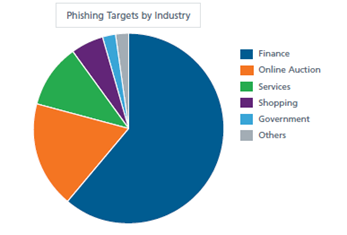 Phishing Targets by Industry
Finance
Online Auction
Services
Shopping
Government
Others